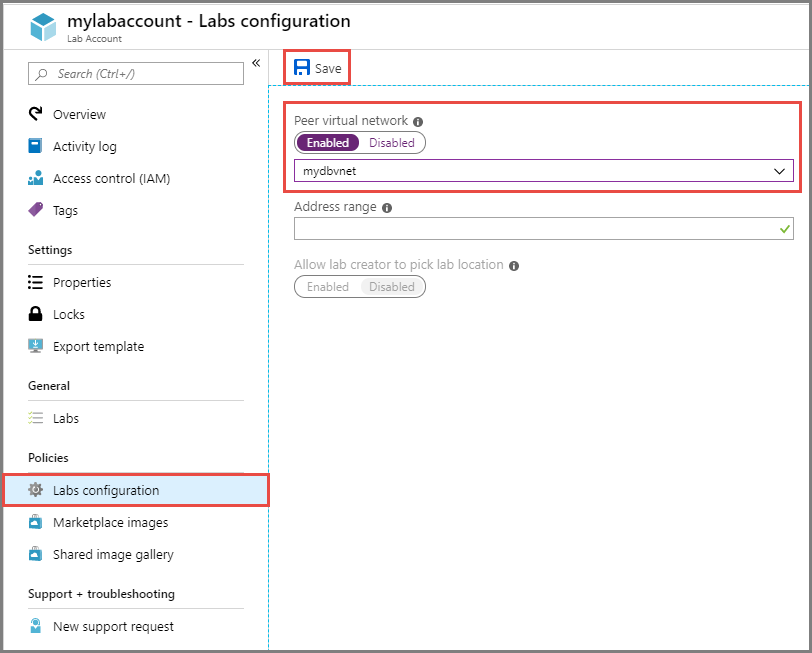 mylabaccount - Labs configuration
Lab Account
Search (Ctrl+/)
«
Overview
Activity log
Access control (IAM)
Tags
Settings
Properties
Locks
Export template
General
Labs
Policies
Labs configuration
Marketplace images
Shared image gallery
Support + troubleshooting
New support request
Save
Peer virtual network
Enabled Disabled
mydbvnet
Address range
Allow lab creator to pick lab location
Enabled Disabled